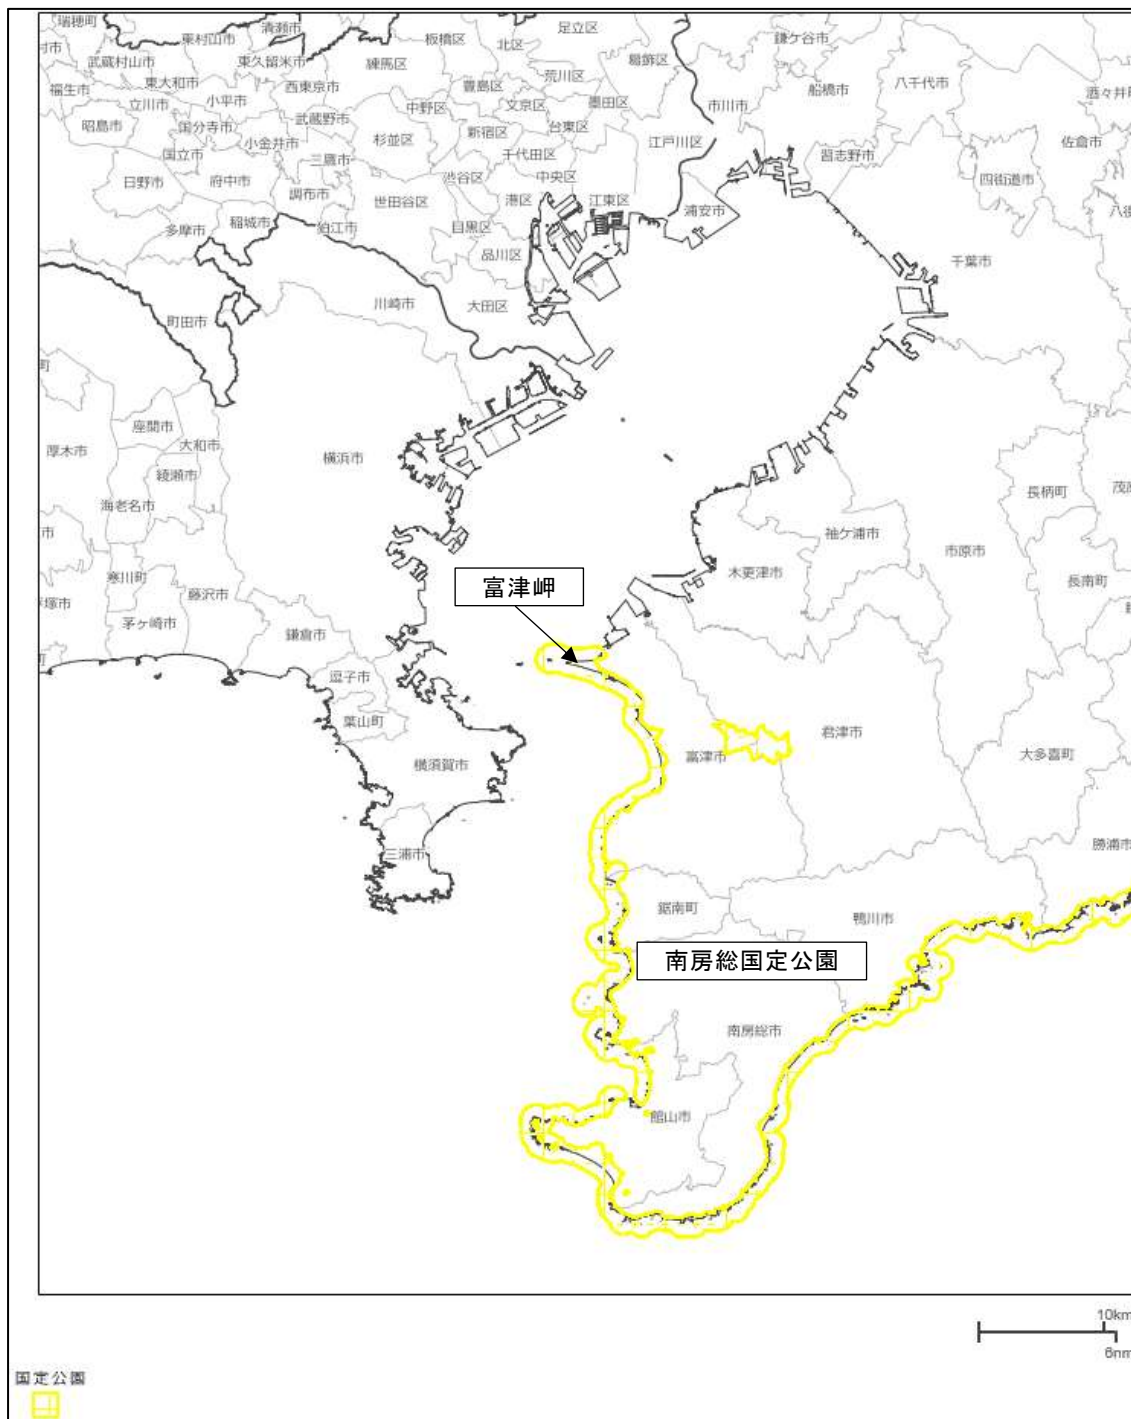 瑞穂町
清瀬市
板橋区
北区
足立区
鎌ケ谷市
村市
武蔵村山市
東村山市
東久留米市
練馬区
豊島区
荒川区
葛飾区
船橋市
八千代市
福生市
東大和市
西東京市
酒々井町
立川市
小平市
中野区
文京区
墨田区
市川市
昭島市
国分寺市
武蔵野市
杉並区
新宿区
台東区
江戸川区
佐倉市
国立市
小金井市
三鷹市
千代田区
習志野市
日野市
府中市
調布市
世田谷区
渋谷区
中央区
四街道市
港区
江東区
浦安市
多摩市
稲城市
狛江市
目黒区
品川区
千葉市
川崎市
大田区
町田市
町
座間市
厚木市
大和市
横浜市
綾瀬市
長柄町
海老名市
市
袖ケ浦市
市原市
寒川町
木更津市
長南町
藤沢市
富津岬
茅ヶ崎市
鎌倉市
町
逗子市
葉山町
富津市
君津市
大多喜町
横須賀市
三浦市
勝浦市
鋸南町
鴨川市
南房総国定公園
南房総市
館山市
10km
6nm
国定公園